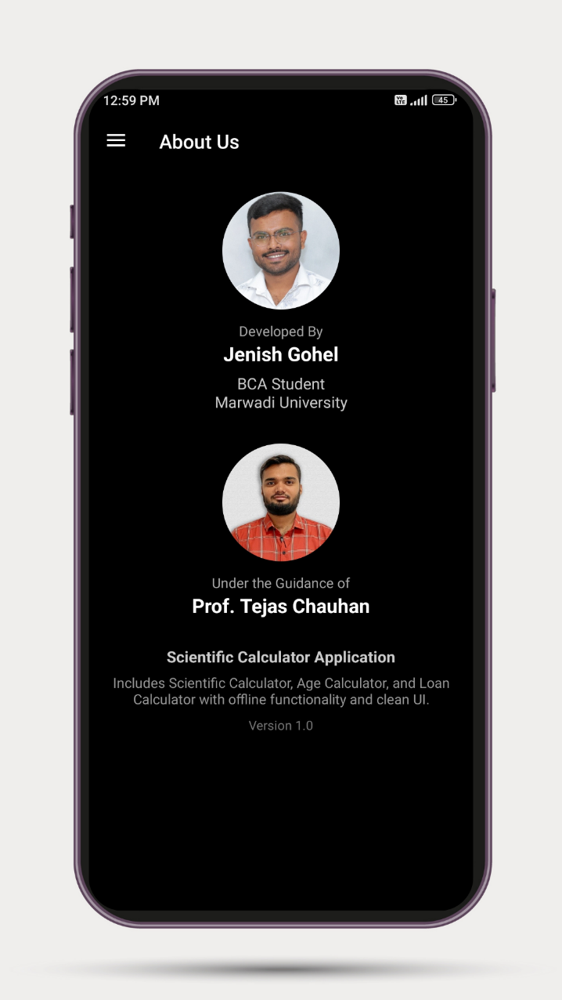 12:59 PM
Vo LTE
45
About Us
Developed By
Jenish Gohel
BCA Student
Marwadi University
Under the Guidance of
Prof. Tejas Chauhan
Scientific Calculator Application
Includes Scientific Calculator, Age Calculator, and Loan
Calculator with offline functionality and clean UI.
Version 1.0